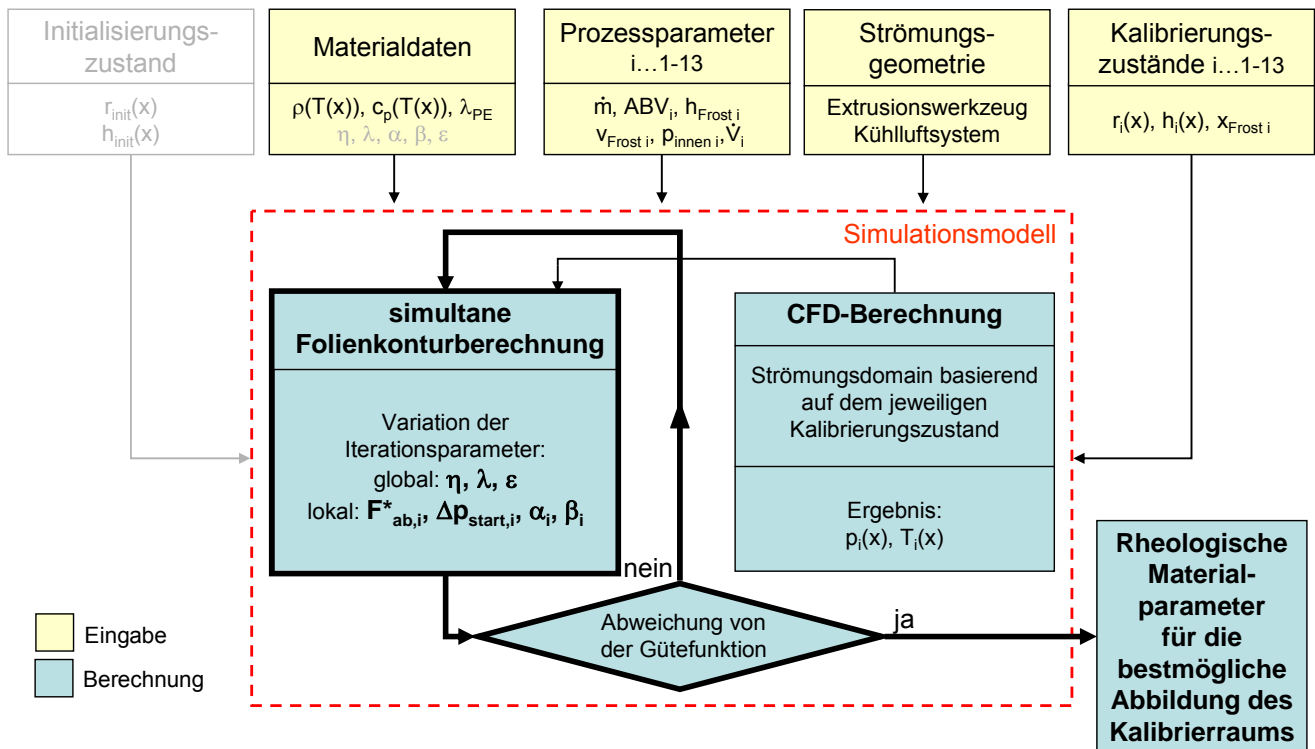 Initialisierungs-
zustand
r_init(x)
h_init(x)
Materialdaten
ρ(T(x)), c_p(T(x)), λ_PE
η, λ, α, β, ε
Prozessparameter
i...1-13
ṁ, ABV_i, h_Frost i
v_Frost i, p_innen i, V̇_i
Strömungs-
geometrie
Extrusionswerkzeug
Kühlluftsystem
Kalibrierungs-
zustände i...1-13
r_i(x), h_i(x), x_Frost i
Simulationsmodell
simultane
Folienkonturberechnung
Variation der
Iterationsparameter:
global: η, λ, ε
lokal: F*_ab,i, Δp_start,i, α_i, β_i
CFD-Berechnung
Strömungsdomain basierend
auf dem jeweiligen
Kalibrierungszustand
Ergebnis:
p_i(x), T_i(x)
nein
Abweichung von
der Gütefunktion
ja
Rheologische
Material-
parameter
für die
bestmögliche
Abbildung des
Kalibrierraums
Eingabe
Berechnung